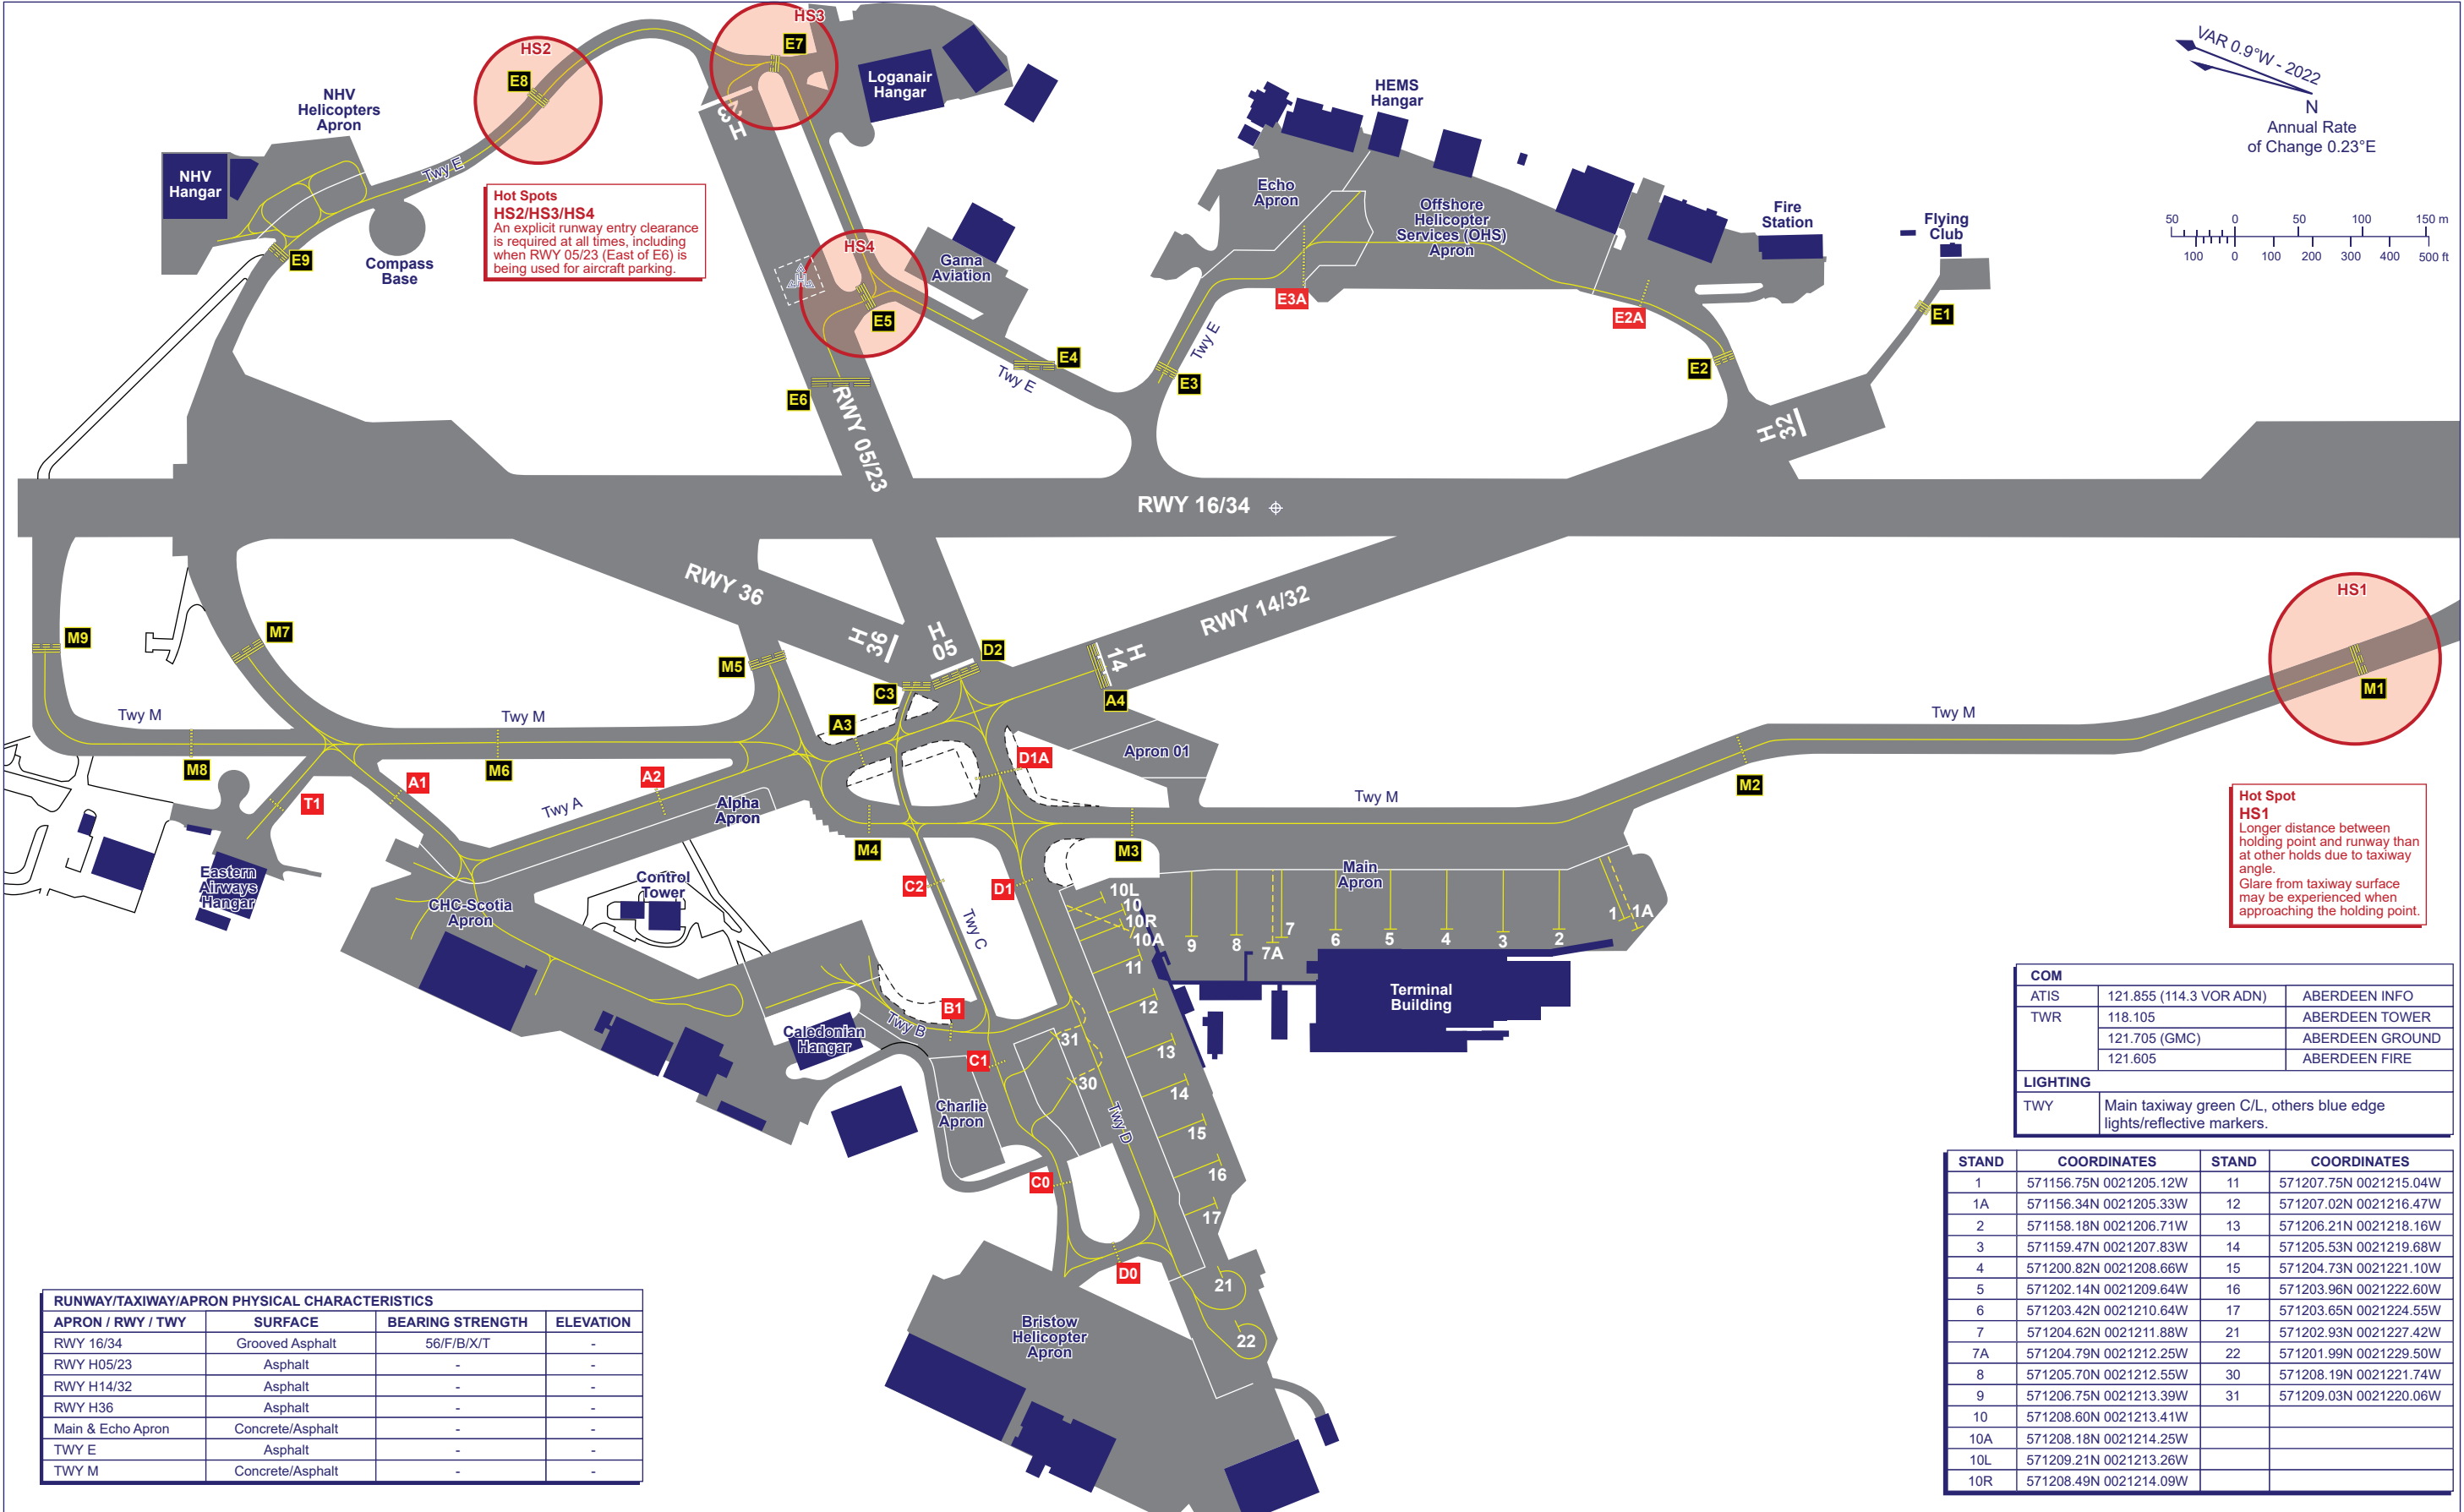 HS3
E7
HS2
E8
NHV
Helicopters
Apron
NHV
Hangar
Twy E
E9
Compass
Base
Hot Spots
HS2/HS3/HS4
An explicit runway entry clearance
is required at all times, including
when RWY 05/23 (East of E6) is
being used for aircraft parking.
H
23
Loganair
Hangar
HS4
H
Gama
Aviation
E5
E4
Twy E
E6
RWY 05/23
HEMS
Hangar
Echo
Apron
Offshore
Helicopter
Services (OHS)
Apron
E3A
Twy E
E3
E2A
E2
Fire
Station
Flying
Club
E1
H
32
VAR 0.9°W - 2022
N
Annual Rate
of Change 0.23°E
50 0 50 100 150 m
100 0 100 200 300 400 500 ft
RWY 16/34
RWY 36
H
36
H
05
RWY 14/32
H
14
HS1
M1
M9
M7
M5
C3
D2
A4
A3
Twy M
Twy M
M8
M6
T1
A1
A2
Twy A
Alpha
Apron
D1A
Apron 01
M4
M3
Twy M
M2
Twy M
Hot Spot
HS1
Longer distance between
holding point and runway than
at other holds due to taxiway
angle.
Glare from taxiway surface
may be experienced when
approaching the holding point.
Eastern
Airways
Hangar
CHC-Scotia
Apron
Control
Tower
C2
D1
Twy C
Main
Apron
10L
10
10R
10A
11
12
13
14
15
16
17
21
22
9
8
7A
7
6
5
4
3
2
1
1A
Terminal
Building
B1
Twy B
Caledonian
Hangar
C1
31
30
Charlie
Apron
Twy D
C0
D0
Bristow
Helicopter
Apron
COM
ATIS 121.855 (114.3 VOR ADN) ABERDEEN INFO
TWR 118.105 ABERDEEN TOWER
121.705 (GMC) ABERDEEN GROUND
121.605 ABERDEEN FIRE
LIGHTING
TWY Main taxiway green C/L, others blue edge
lights/reflective markers.
STAND COORDINATES STAND COORDINATES
1 571156.75N 0021205.12W 11 571207.75N 0021215.04W
1A 571156.34N 0021205.33W 12 571207.02N 0021216.47W
2 571158.18N 0021206.71W 13 571206.21N 0021218.16W
3 571159.47N 0021207.83W 14 571205.53N 0021219.68W
4 571200.82N 0021208.66W 15 571204.73N 0021221.10W
5 571202.14N 0021209.64W 16 571203.96N 0021222.60W
6 571203.42N 0021210.64W 17 571203.65N 0021224.55W
7 571204.62N 0021211.88W 21 571202.93N 0021227.42W
7A 571204.79N 0021212.25W 22 571201.99N 0021229.50W
8 571205.70N 0021212.55W 30 571208.19N 0021221.74W
9 571206.75N 0021213.39W 31 571209.03N 0021220.06W
10 571208.60N 0021213.41W
10A 571208.18N 0021214.25W
10L 571209.21N 0021213.26W
10R 571208.49N 0021214.09W
RUNWAY/TAXIWAY/APRON PHYSICAL CHARACTERISTICS
APRON / RWY / TWY SURFACE BEARING STRENGTH ELEVATION
RWY 16/34 Grooved Asphalt 56/F/B/X/T -
RWY H05/23 Asphalt - -
RWY H14/32 Asphalt - -
RWY H36 Asphalt - -
Main & Echo Apron Concrete/Asphalt - -
TWY E Asphalt - -
TWY M Concrete/Asphalt - -